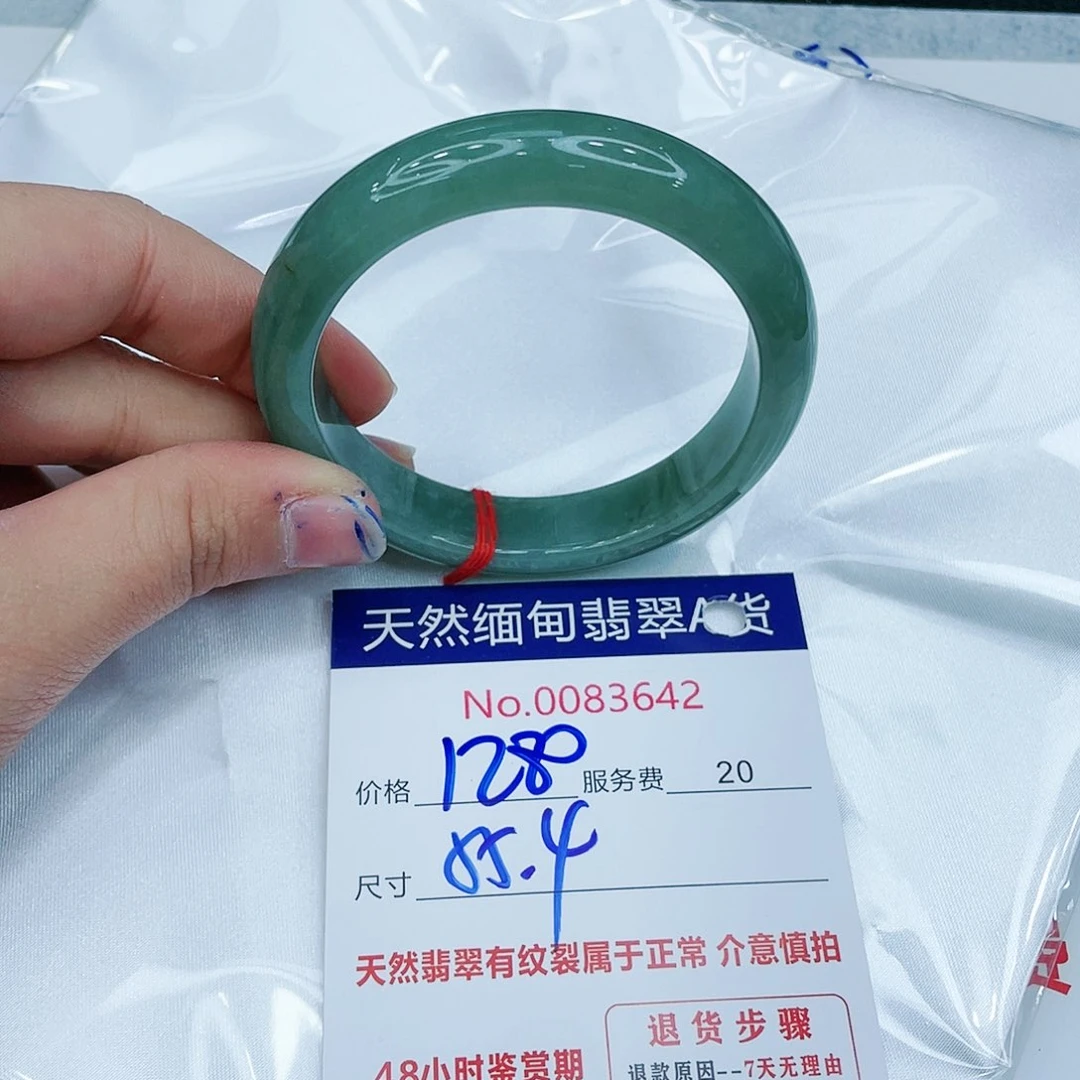 天然缅甸翡翠A货
No.0083642
价格 1280 服务费 20
尺寸 55.4
天然翡翠有纹裂属于正常 介意慎拍
48小时鉴赏期
退货步骤
退款原因--7天无理由